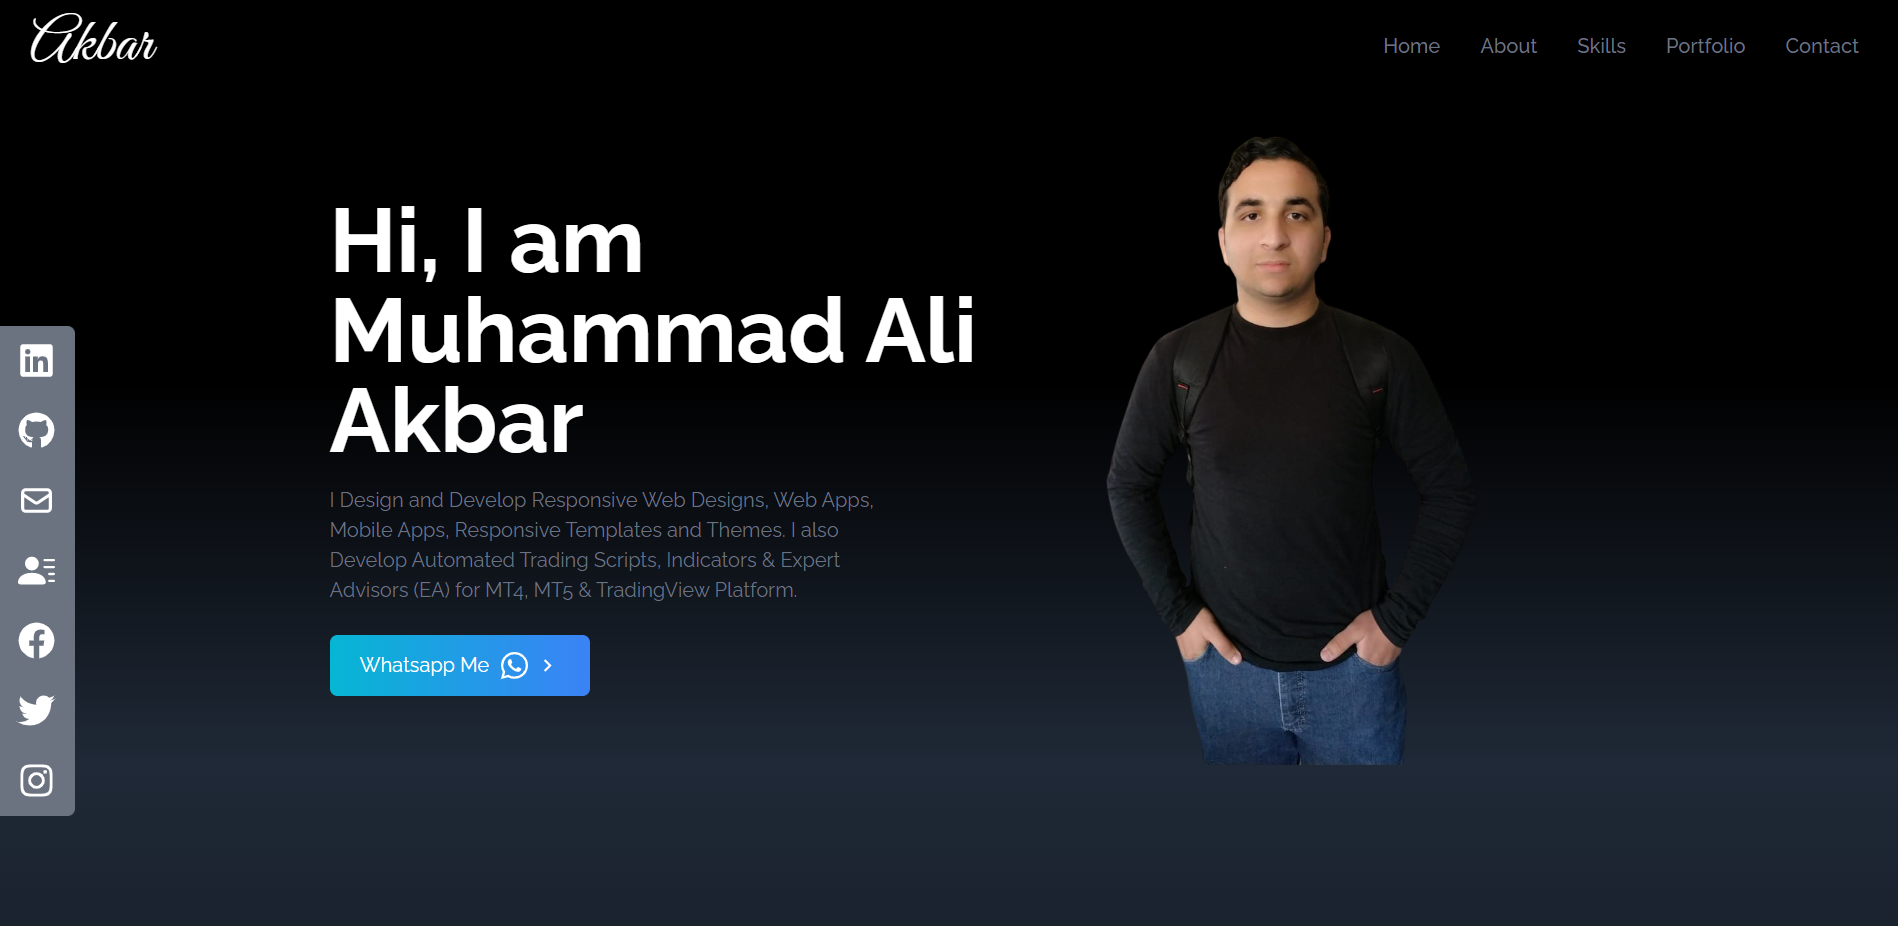 Akbar
Home About Skills Portfolio Contact
Hi, I am
Muhammad Ali
Akbar
I Design and Develop Responsive Web Designs, Web Apps,
Mobile Apps, Responsive Templates and Themes. I also
Develop Automated Trading Scripts, Indicators & Expert
Advisors (EA) for MT4, MT5 & TradingView Platform.
Whatsapp Me
in